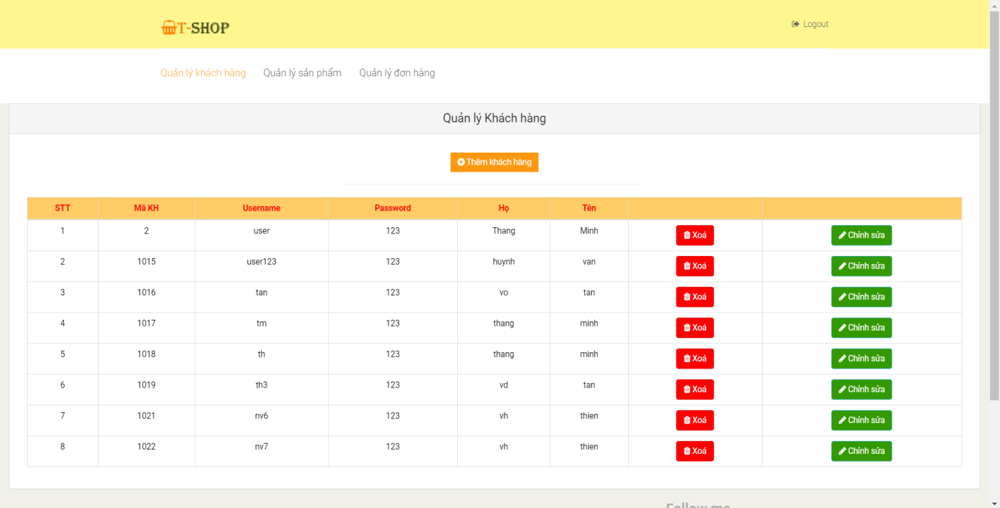 T-SHOP
Logout
Quản lý khách hàng Quản lý sản phẩm Quản lý đơn hàng
Quản lý Khách hàng
Thêm khách hàng
STT Mã KH Username Password Họ Tên
1 2 user 123 Thang Minh Xoá Chỉnh sửa
2 1015 user123 123 huynh van Xoá Chỉnh sửa
3 1016 tan 123 vo tan Xoá Chỉnh sửa
4 1017 tm 123 thang minh Xoá Chỉnh sửa
5 1018 th 123 thang minh Xoá Chỉnh sửa
6 1019 th3 123 vd tan Xoá Chỉnh sửa
7 1021 nv6 123 vh thien Xoá Chỉnh sửa
8 1022 nv7 123 vh thien Xoá Chỉnh sửa
Follow me